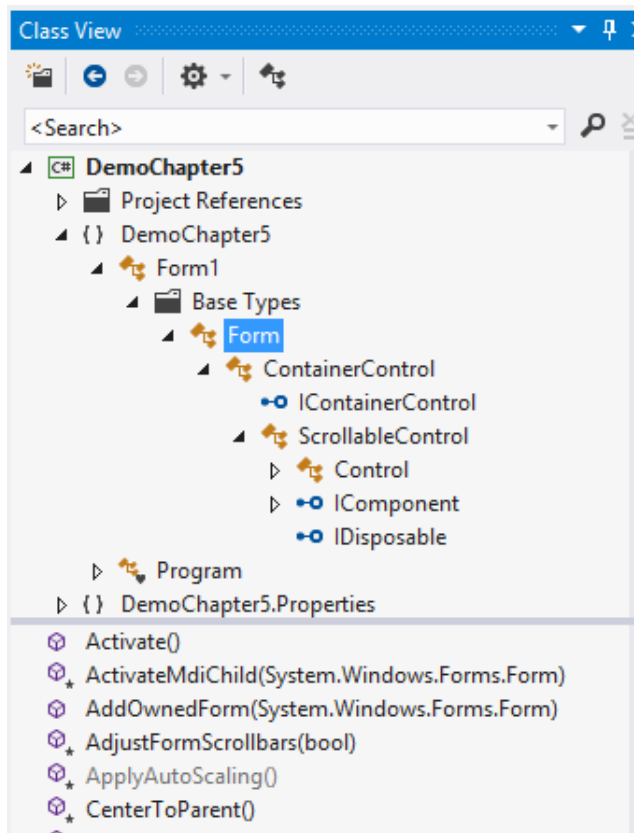 Class View
<Search>
C# DemoChapter5
Project References
{ } DemoChapter5
Form1
Base Types
Form
ContainerControl
IContainerControl
ScrollableControl
Control
IComponent
IDisposable
Program
{ } DemoChapter5.Properties
Activate()
ActivateMdiChild(System.Windows.Forms.Form)
AddOwnedForm(System.Windows.Forms.Form)
AdjustFormScrollbars(bool)
ApplyAutoScaling()
CenterToParent()